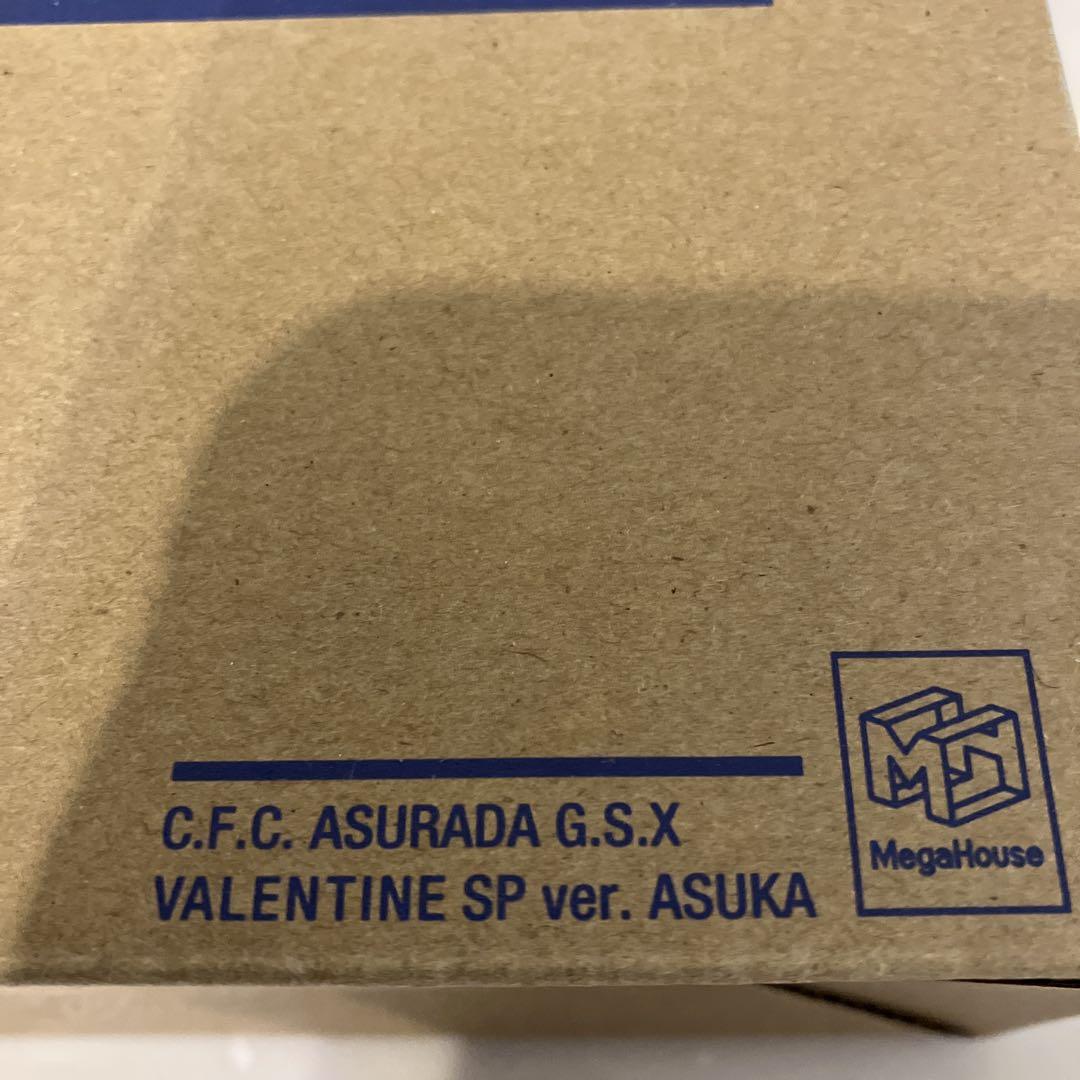 C.F.C. ASURADA G.S.X
VALENTINE SP ver. ASUKA
MegaHouse